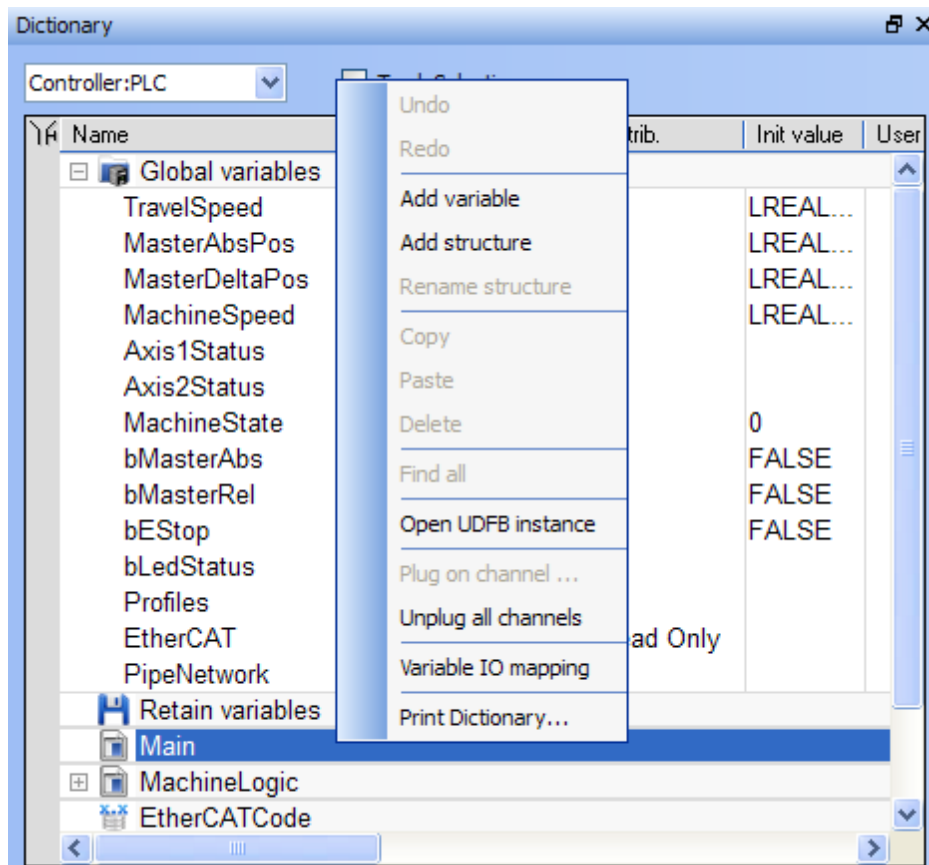 Dictionary
Controller:PLC
Name
trib.
Init value
User
Global variables
TravelSpeed
LREAL...
MasterAbsPos
LREAL...
MasterDeltaPos
LREAL...
MachineSpeed
LREAL...
Axis1Status
Axis2Status
MachineState
0
bMasterAbs
FALSE
bMasterRel
FALSE
bEStop
FALSE
bLedStatus
Profiles
EtherCAT
ad Only
PipeNetwork
Retain variables
Main
MachineLogic
EtherCATCode
Undo
Redo
Add variable
Add structure
Rename structure
Copy
Paste
Delete
Find all
Open UDFB instance
Plug on channel ...
Unplug all channels
Variable IO mapping
Print Dictionary...